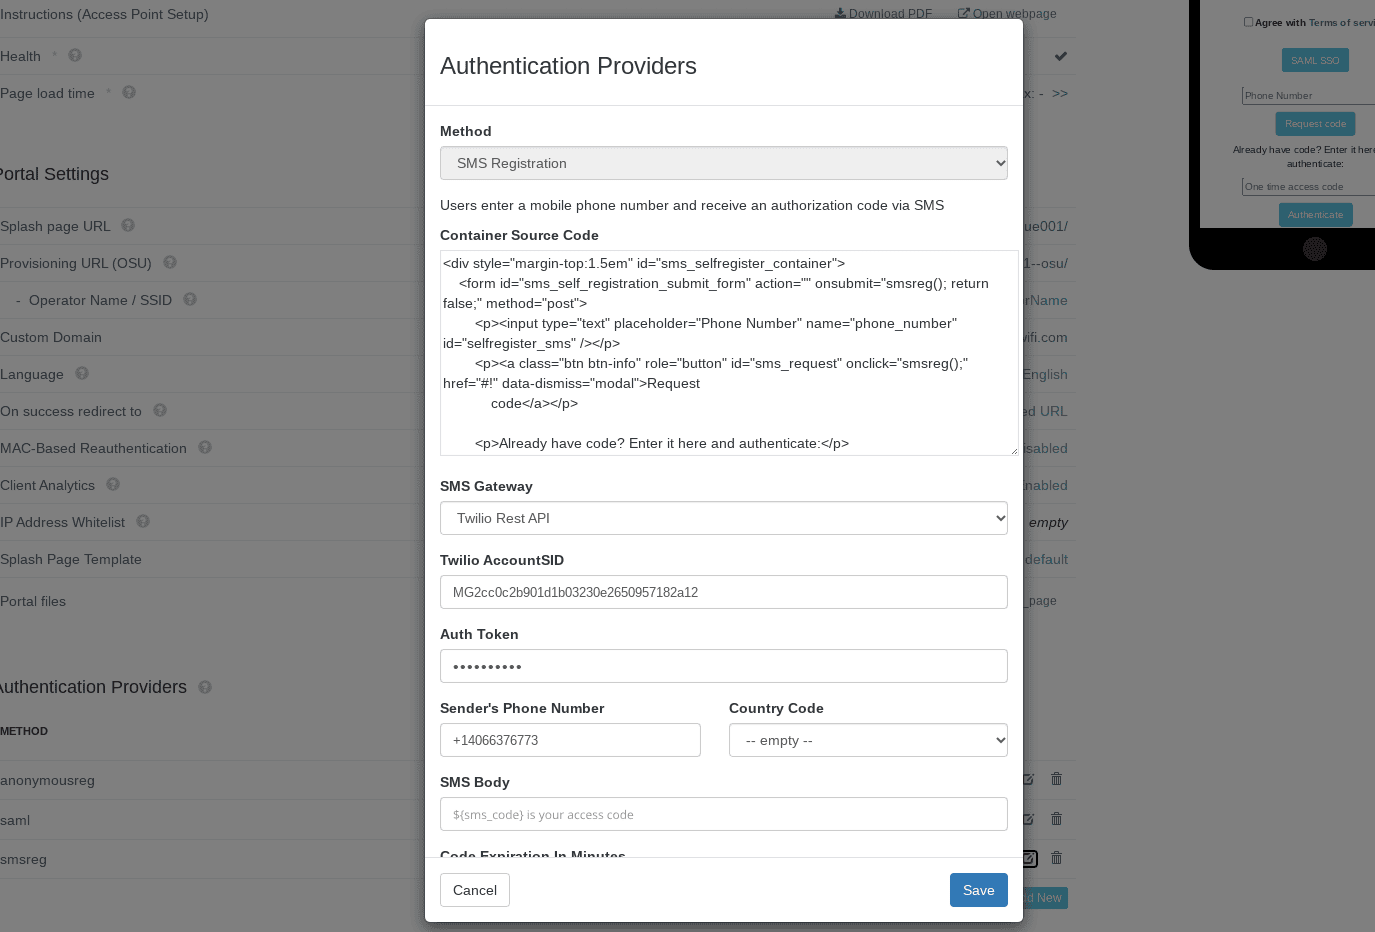 Instructions (Access Point Setup)
Download PDF
Open webpage
Health *
Page load time *
x: - >>
Portal Settings
Splash page URL
ue001/
Provisioning URL (OSU)
1--osu/
- Operator Name / SSID
orName
Custom Domain
wifi.com
Language
English
On success redirect to
ed URL
MAC-Based Reauthentication
isabled
Client Analytics
Enabled
IP Address Whitelist
empty
Splash Page Template
default
Portal files
_page
Authentication Providers
METHOD
anonymousreg
saml
smsreg
d New
Authentication Providers
Method
SMS Registration
Users enter a mobile phone number and receive an authorization code via SMS
Container Source Code
<div style="margin-top:1.5em" id="sms_selfregister_container">
<form id="sms_self_registration_submit_form" action="" onsubmit="smsreg(); return
false;" method="post">
<p><input type="text" placeholder="Phone Number" name="phone_number"
id="selfregister_sms" /></p>
<p><a class="btn btn-info" role="button" id="sms_request" onclick="smsreg();"
href="#!" data-dismiss="modal">Request
code</a></p>
<p>Already have code? Enter it here and authenticate:</p>
SMS Gateway
Twilio Rest API
Twilio AccountSID
MG2cc0c2b901d1b03230e2650957182a12
Auth Token
••••••••••
Sender's Phone Number
Country Code
+14066376773
-- empty --
SMS Body
${sms_code} is your access code
Code Expiration In Minutes
Cancel
Save
Agree with Terms of servi
SAML SSO
Phone Number
Request code
Already have code? Enter it here
authenticate:
One time access code
Authenticate